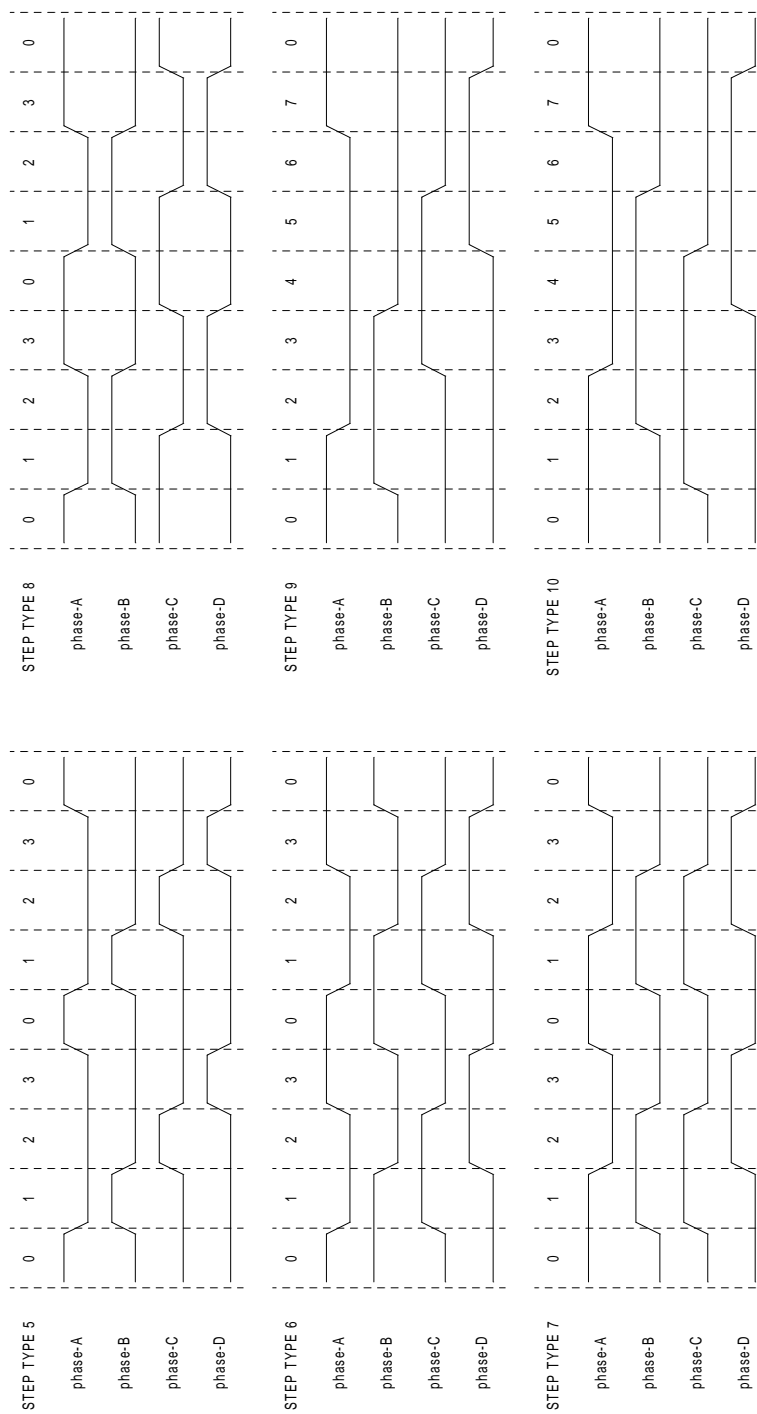 STEP TYPE 5
0 1 2 3 0 1 2 3 0
phase-A
phase-B
phase-C
phase-D
STEP TYPE 6
0 1 2 3 0 1 2 3 0
phase-A
phase-B
phase-C
phase-D
STEP TYPE 7
0 1 2 3 0 1 2 3 0
phase-A
phase-B
phase-C
phase-D
STEP TYPE 8
0 1 2 3 0 1 2 3 0
phase-A
phase-B
phase-C
phase-D
STEP TYPE 9
0 1 2 3 4 5 6 7 0
phase-A
phase-B
phase-C
phase-D
STEP TYPE 10
0 1 2 3 4 5 6 7 0
phase-A
phase-B
phase-C
phase-D